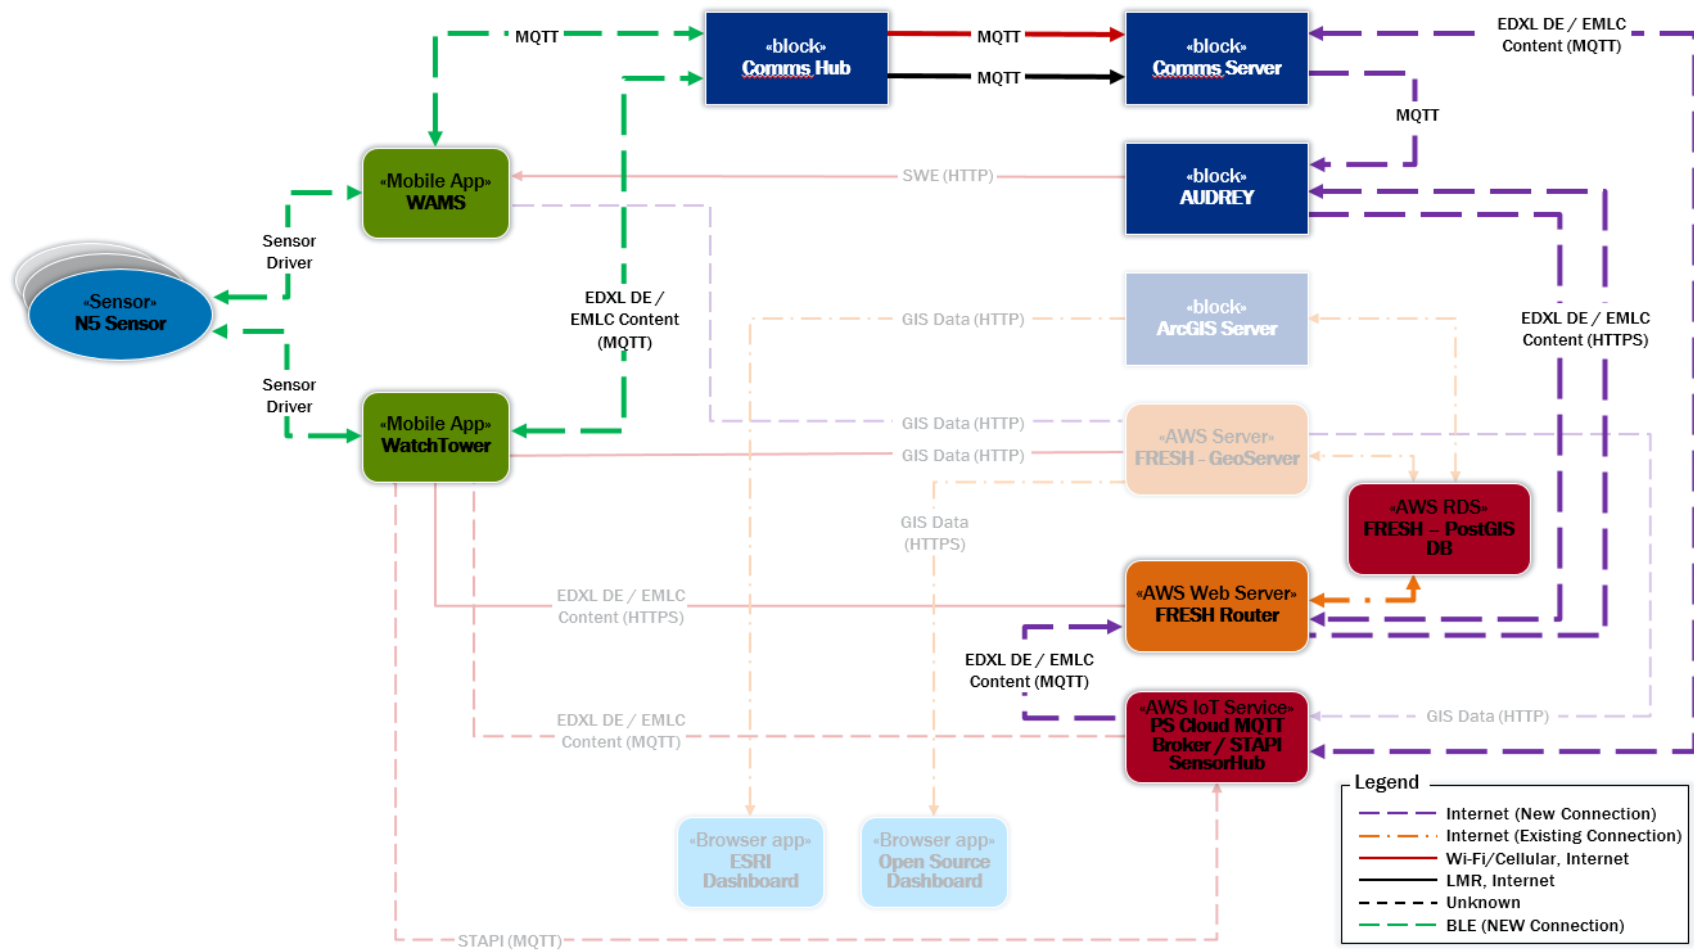 MQTT
«block»
Comms Hub
MQTT
MQTT
«block»
Comms Server
EDXL DE / EMLC
Content (MQTT)
MQTT
«Mobile App»
WAMS
SWE (HTTP)
«block»
AUDREY
Sensor
Driver
«Sensor»
N5 Sensor
EDXL DE /
EMLC Content
(MQTT)
GIS Data (HTTP)
«block»
ArcGIS Server
EDXL DE / EMLC
Content (HTTPS)
Sensor
Driver
«Mobile App»
WatchTower
GIS Data (HTTP)
GIS Data (HTTP)
«AWS Server»
FRESH - GeoServer
GIS Data
(HTTPS)
«AWS RDS»
FRESH – PostGIS
DB
EDXL DE / EMLC
Content (HTTPS)
«AWS Web Server»
FRESH Router
EDXL DE / EMLC
Content (MQTT)
EDXL DE / EMLC
Content (MQTT)
«AWS IoT Service»
PS Cloud MQTT
Broker / STAPI
SensorHub
GIS Data (HTTP)
«Browser app»
ESRI
Dashboard
«Browser app»
Open Source
Dashboard
STAPI (MQTT)
Legend
Internet (New Connection)
Internet (Existing Connection)
Wi-Fi/Cellular, Internet
LMR, Internet
Unknown
BLE (NEW Connection)